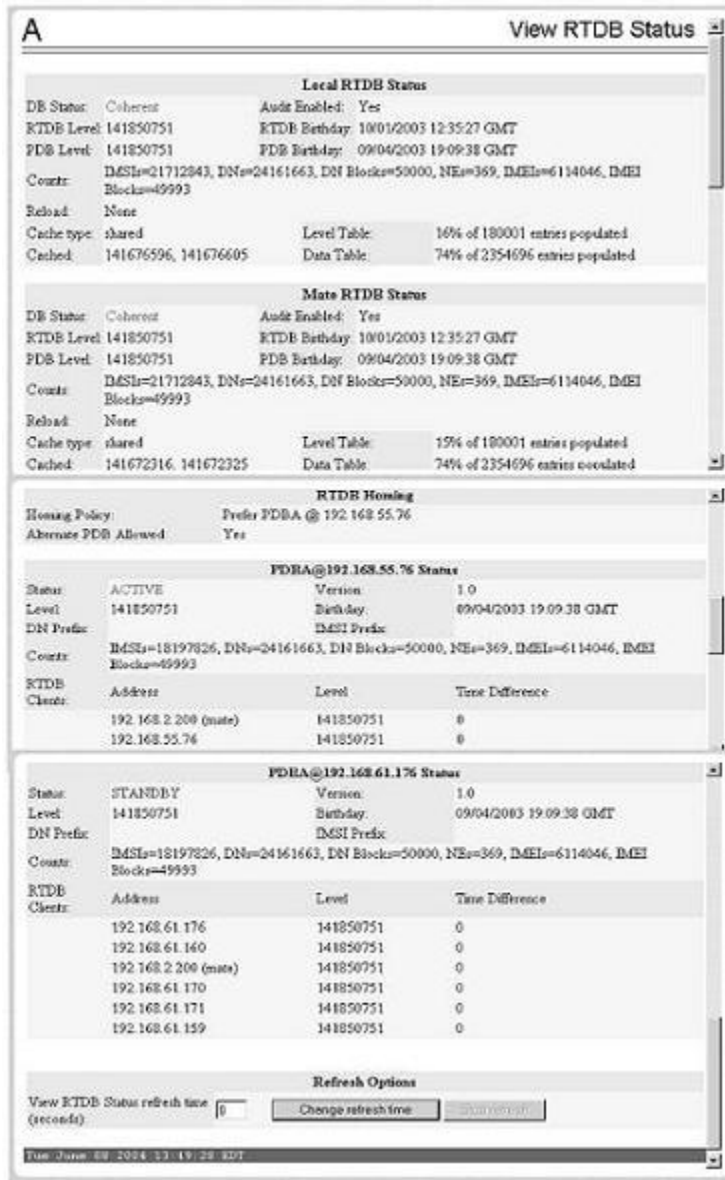 A
View RTDB Status
Local RTDB Status
DB Status: Coherent Audit Enabled: Yes
RTDB Level: 141850751 RTDB Birthday: 10/01/2003 12:35:27 GMT
PDB Level: 141850751 PDB Birthday: 09/04/2003 19:09:38 GMT
Counts: IMSIs=21712843, DNs=24161663, DN Blocks=50000, NEs=369, IMEIs=6114046, IMEI
Blocks=49993
Reload: None
Cache type: shared Level Table: 16% of 180001 entries populated
Cached: 141676596, 141676605 Data Table: 74% of 2354696 entries populated
Mate RTDB Status
DB Status: Coherent Audit Enabled: Yes
RTDB Level: 141850751 RTDB Birthday: 10/01/2003 12:35:27 GMT
PDB Level: 141850751 PDB Birthday: 09/04/2003 19:09:38 GMT
Counts: IMSIs=21712843, DNs=24161663, DN Blocks=50000, NEs=369, IMEIs=6114046, IMEI
Blocks=49993
Reload: None
Cache type: shared Level Table: 15% of 180001 entries populated
Cached: 141672316, 141672325 Data Table: 74% of 2354696 entries populated
RTDB Homing
Homing Policy: Prefer PDBA @ 192.168.55.76
Alternate PDB Allowed Yes
PDBA@192.168.55.76 Status
Status: ACTIVE Version: 1.0
Level: 141850751 Birthday: 09/04/2003 19:09:38 GMT
DN Prefix: IMSI Prefix:
Counts: IMSIs=18197826, DNs=24161663, DN Blocks=50000, NEs=369, IMEIs=6114046, IMEI
Blocks=49993
RTDB Clients: Address Level Time Difference
192.168.2.200 (mate) 141850751 0
192.168.55.76 141850751 0
PDBA@192.168.61.176 Status
Status: STANDBY Version: 1.0
Level: 141850751 Birthday: 09/04/2003 19:09:38 GMT
DN Prefix: IMSI Prefix:
Counts: IMSIs=18197826, DNs=24161663, DN Blocks=50000, NEs=369, IMEIs=6114046, IMEI
Blocks=49993
RTDB Clients: Address Level Time Difference
192.168.61.176 141850751 0
192.168.61.160 141850751 0
192.168.2.200 (mate) 141850751 0
192.168.61.170 141850751 0
192.168.61.171 141850751 0
192.168.61.159 141850751 0
Refresh Options
View RTDB Status refresh time (seconds): 0 Change refresh time
Tue June 08 2004 13:49:28 EDT